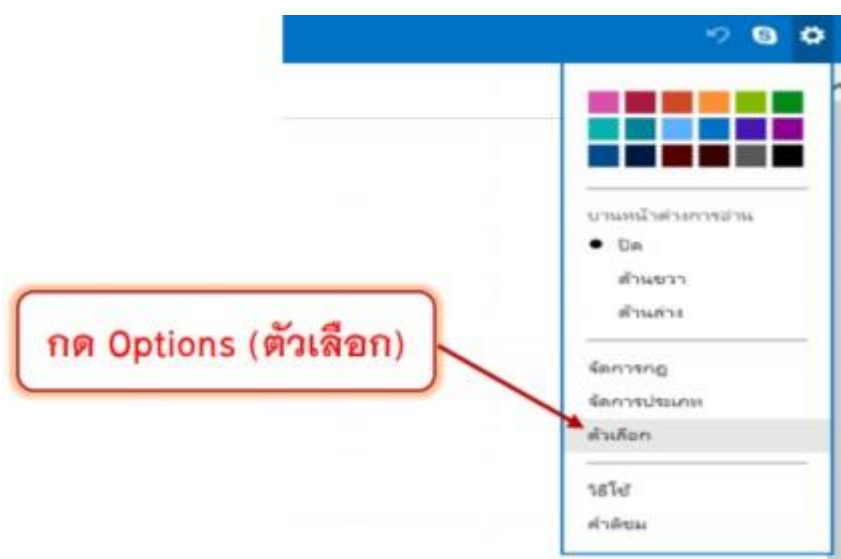 บานหน้าต่างการอ่าน
ปิด
ด้านขวา
ด้านล่าง
กด Options (ตัวเลือก)
จัดการกฎ
จัดการประเภท
ตัวเลือก
วิธีใช้
คำติชม